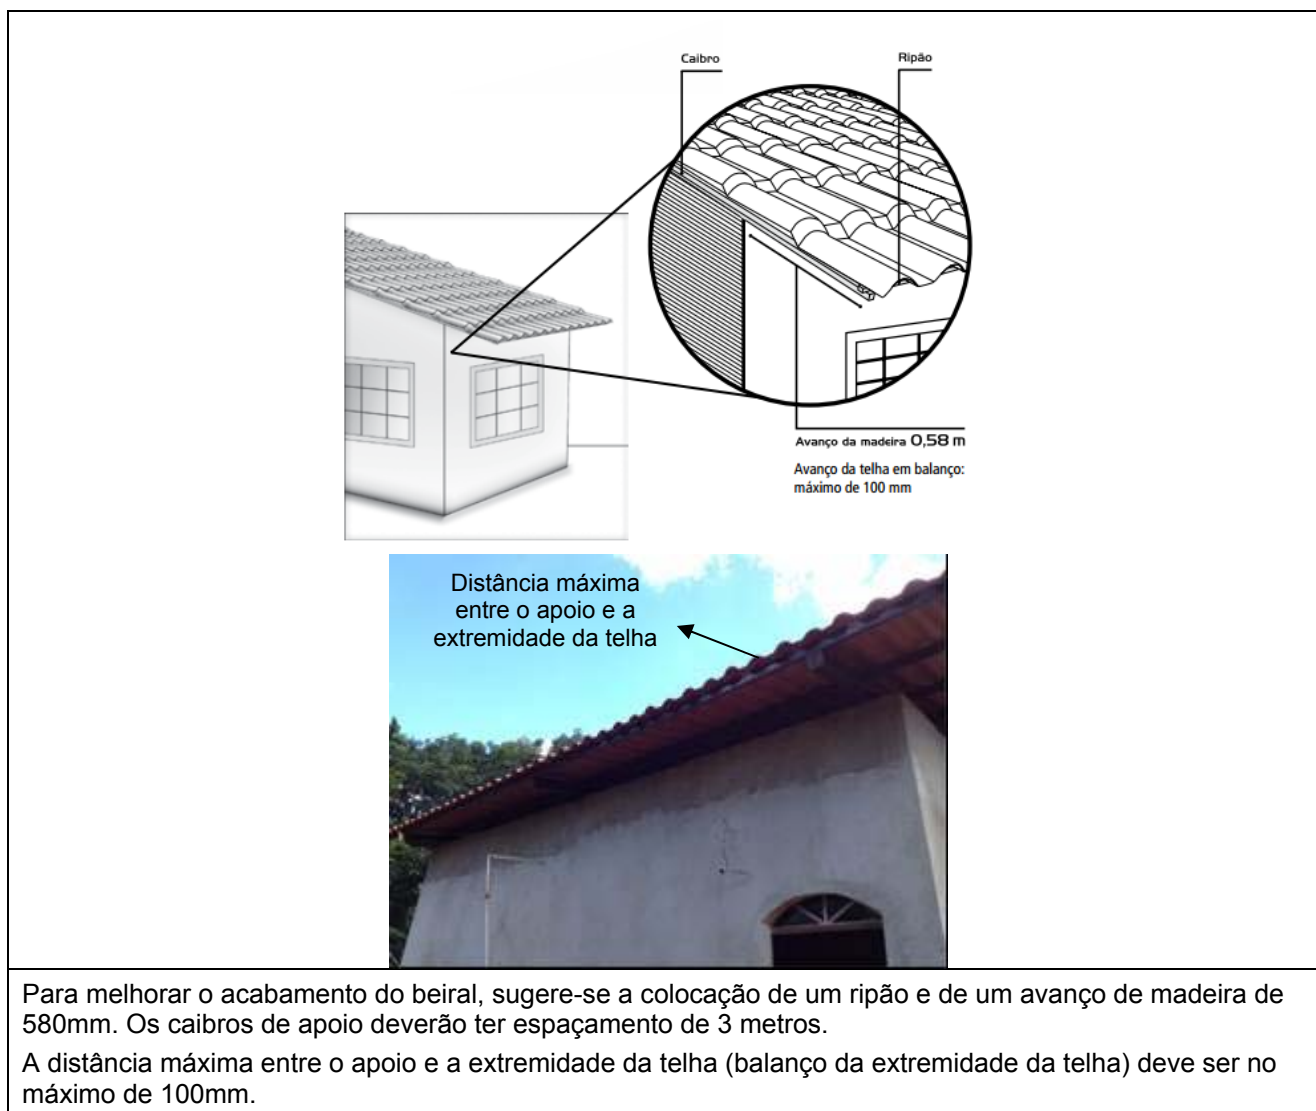 Caibro
Ripão
Avanço da madeira 0,58 m
Avanço da telha em balanço:
máximo de 100 mm
Distância máxima
entre o apoio e a
extremidade da telha
Para melhorar o acabamento do beiral, sugere-se a colocação de um ripão e de um avanço de madeira de
580mm. Os caibros de apoio deverão ter espaçamento de 3 metros.
A distância máxima entre o apoio e a extremidade da telha (balanço da extremidade da telha) deve ser no
máximo de 100mm.